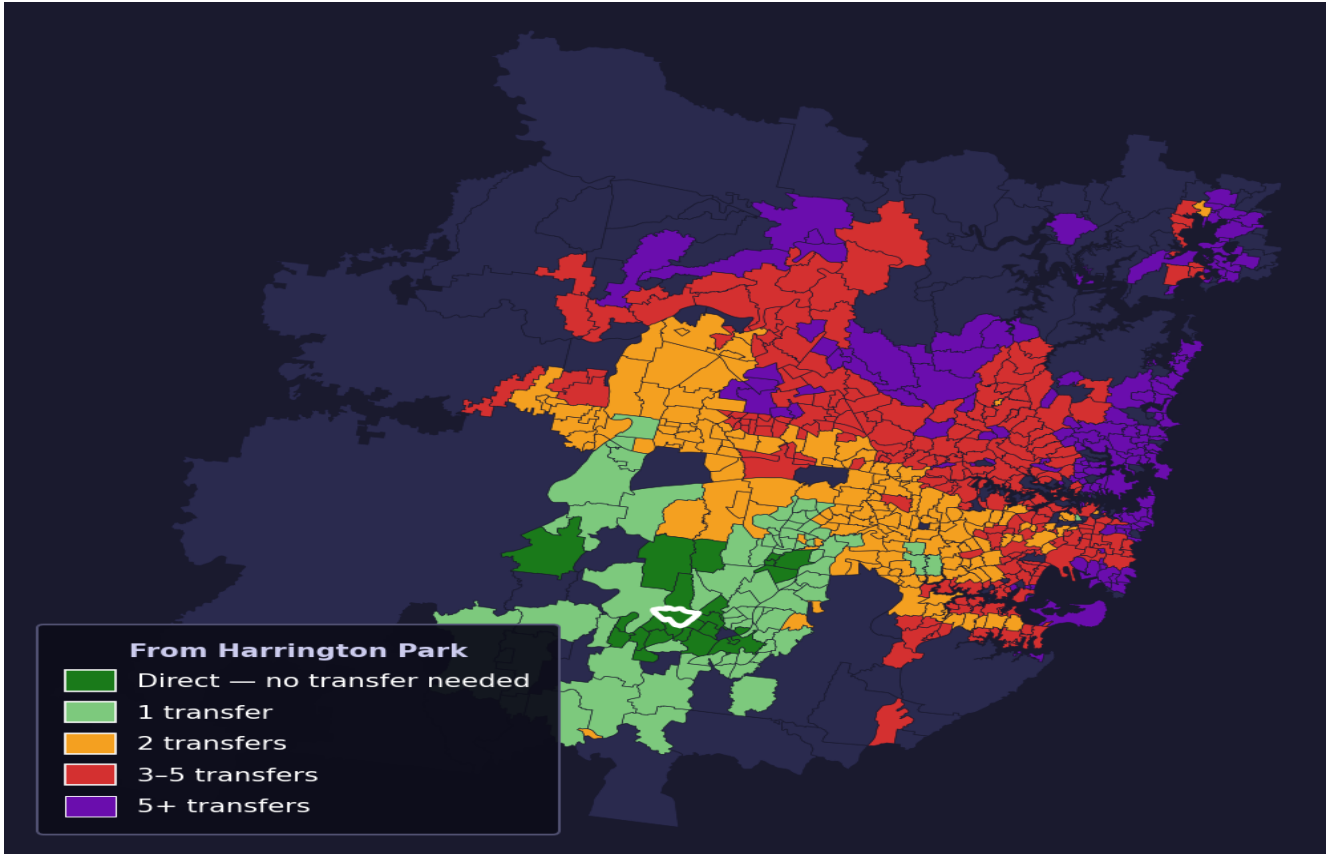 From Harrington Park
Direct — no transfer needed
1 transfer
2 transfers
3–5 transfers
5+ transfers